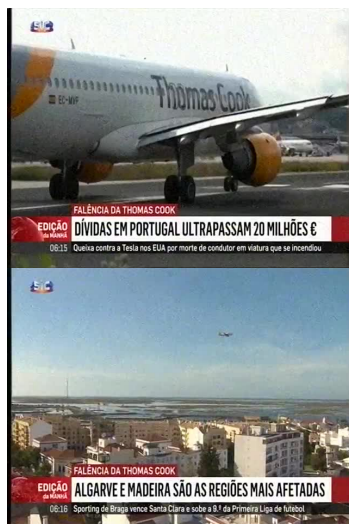 SIC
Thomas Cook
EC-MVF
FALÊNCIA DA THOMAS COOK
EDIÇÃO
da MANHÃ
DÍVIDAS EM PORTUGAL ULTRAPASSAM 20 MILHÕES €
06:15 Queixa contra a Tesla nos EUA por morte de condutor em viatura que se incendiou
SIC
FALÊNCIA DA THOMAS COOK
EDIÇÃO
da MANHÃ
ALGARVE E MADEIRA SÃO AS REGIÕES MAIS AFETADAS
06:16 Sporting de Braga vence Santa Clara e sobe a 9.º da Primeira Liga de futebol